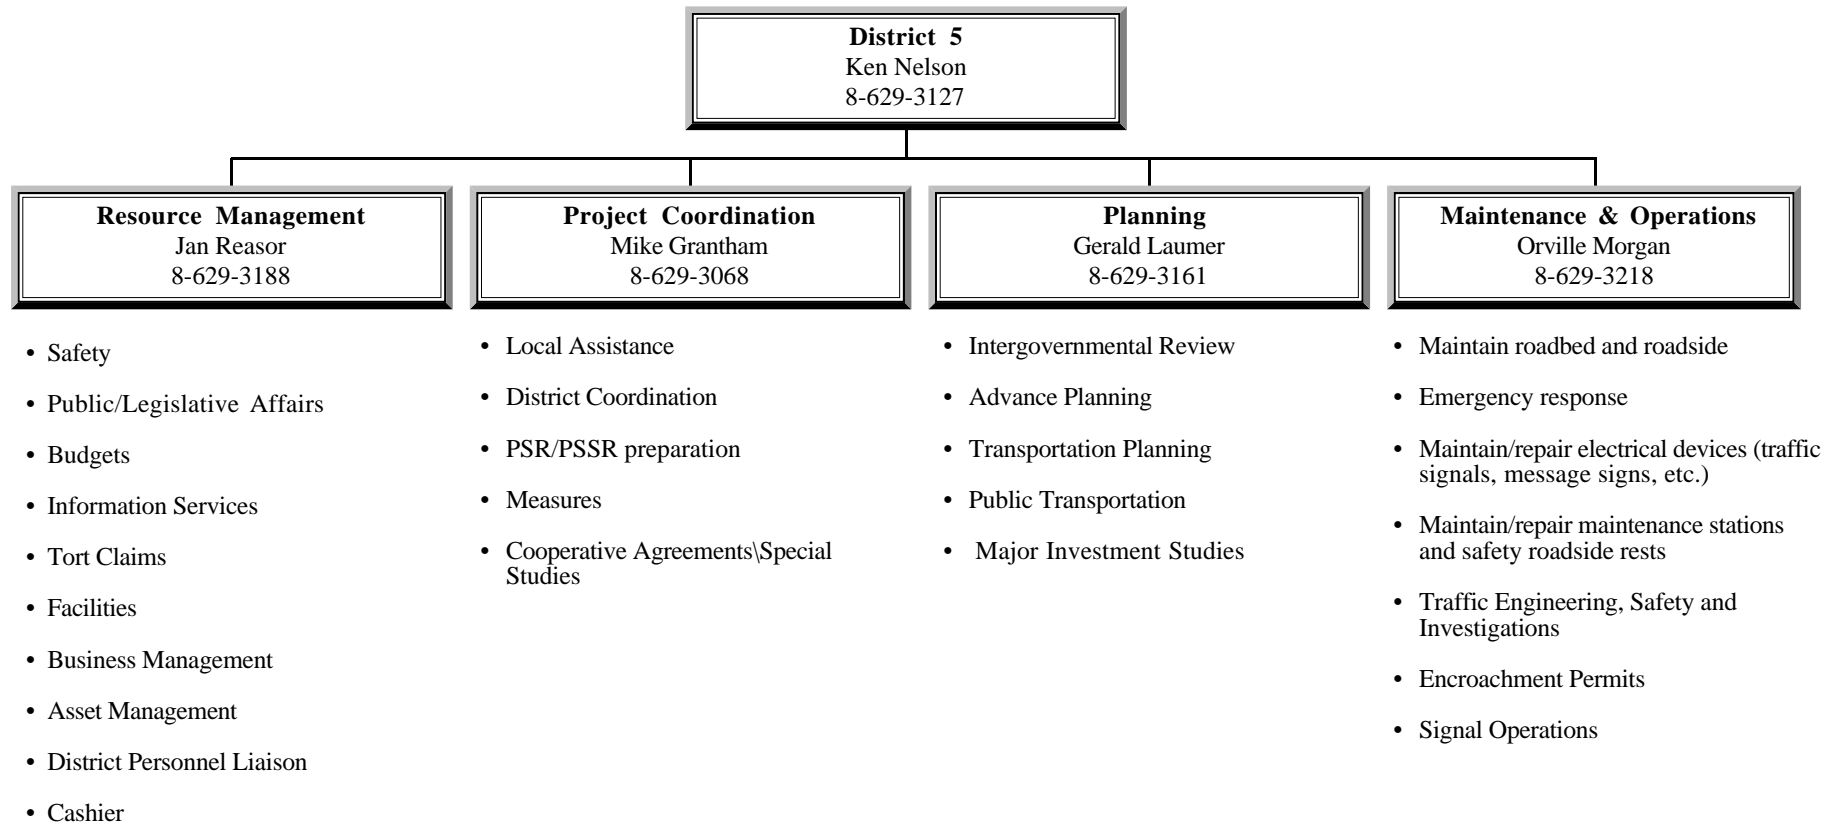 District 5
Ken Nelson
8-629-3127
Resource Management
Jan Reasor
8-629-3188
Project Coordination
Mike Grantham
8-629-3068
Planning
Gerald Laumer
8-629-3161
Maintenance & Operations
Orville Morgan
8-629-3218
• Safety
• Public/Legislative Affairs
• Budgets
• Information Services
• Tort Claims
• Facilities
• Business Management
• Asset Management
• District Personnel Liaison
• Cashier
• Local Assistance
• District Coordination
• PSR/PSSR preparation
• Measures
• Cooperative Agreements\Special
Studies
• Intergovernmental Review
• Advance Planning
• Transportation Planning
• Public Transportation
• Major Investment Studies
• Maintain roadbed and roadside
• Emergency response
• Maintain/repair electrical devices (traffic
signals, message signs, etc.)
• Maintain/repair maintenance stations
and safety roadside rests
• Traffic Engineering, Safety and
Investigations
• Encroachment Permits
• Signal Operations